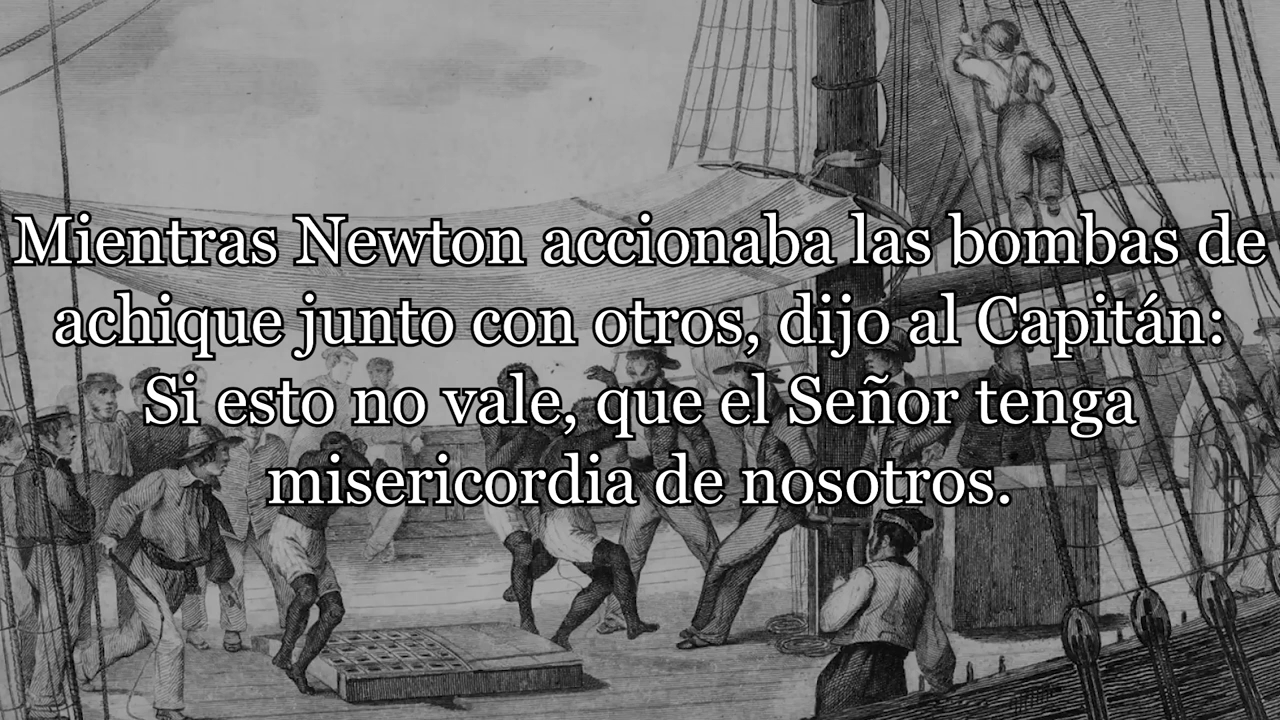 Mientras Newton accionaba las bombas de
achique junto con otros, dijo al Capitán:
Si esto no vale, que el Señor tenga
misericordia de nosotros.